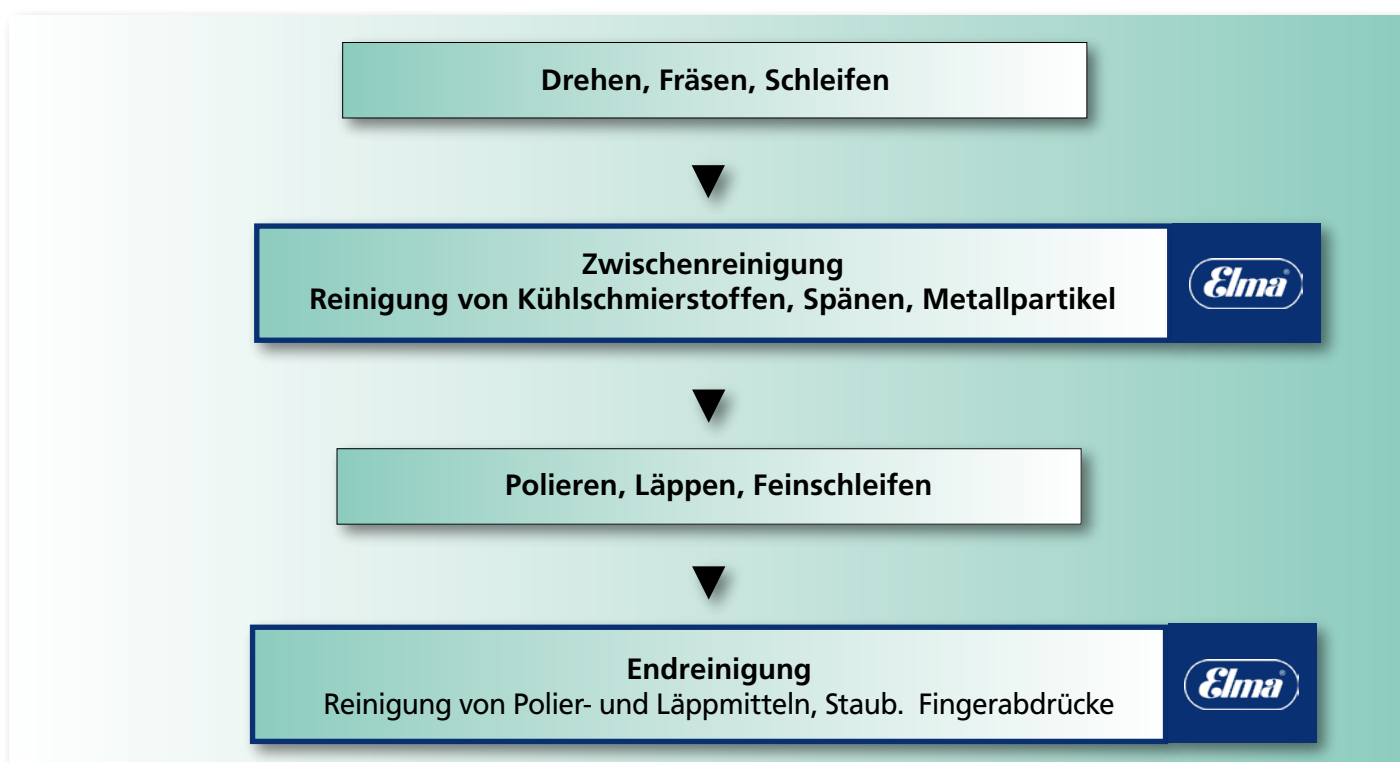 Drehen, Fräsen, Schleifen
Zwischenreinigung
Reinigung von Kühlschmierstoffen, Spänen, Metallpartikel
Elma®
Polieren, Läppen, Feinschleifen
Endreinigung
Reinigung von Polier- und Läppmitteln, Staub.  Fingerabdrücke
Elma®